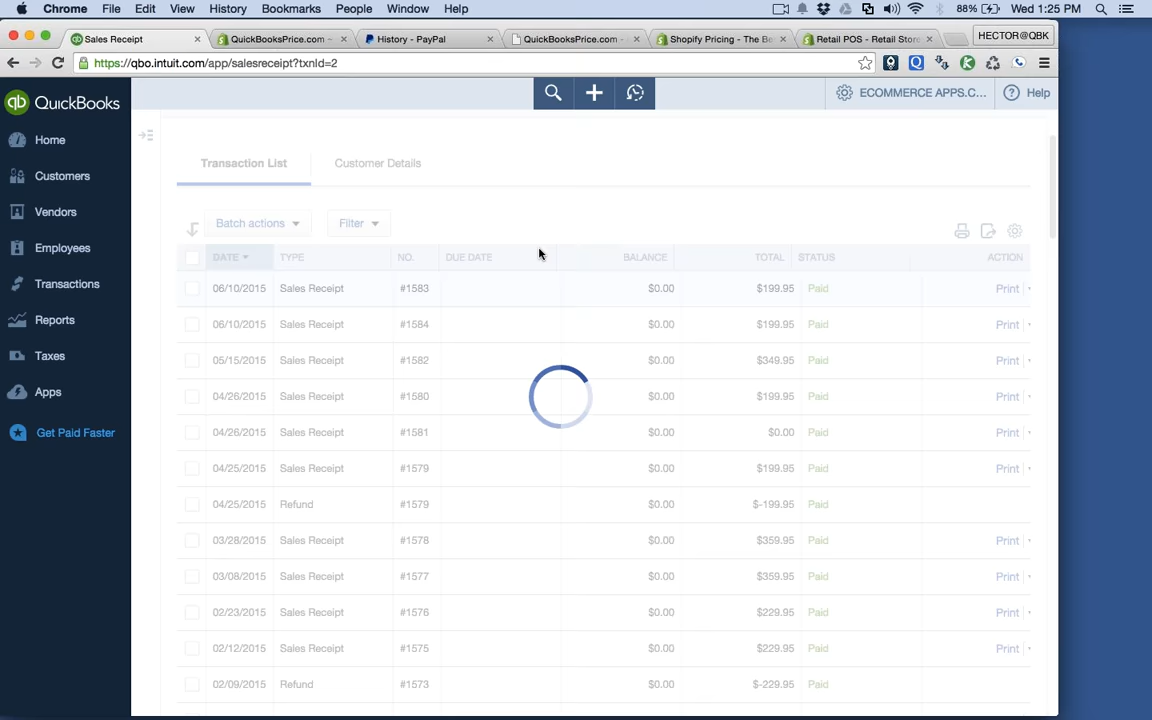 Chrome File Edit View History Bookmarks People Window Help 88% Wed 1:25 PM
Sales Receipt × QuickBooksPrice.com - × History - PayPal × QuickBooksPrice.com - × Shopify Pricing - The Be × Retail POS - Retail Store × HECTOR@QBK
https://qbo.intuit.com/app/salesreceipt?txnId=2
qb QuickBooks ECOMMERCE APPS.C... Help
Home
Customers
Vendors
Employees
Transactions
Reports
Taxes
Apps
Get Paid Faster
Transaction List Customer Details
Batch actions Filter
DATE TYPE NO. DUE DATE BALANCE TOTAL STATUS ACTION
06/10/2015 Sales Receipt #1583 $0.00 $199.95 Paid Print
06/10/2015 Sales Receipt #1584 $0.00 $199.95 Paid Print
05/15/2015 Sales Receipt #1582 $0.00 $349.95 Paid Print
04/26/2015 Sales Receipt #1580 $0.00 $199.95 Paid Print
04/26/2015 Sales Receipt #1581 $0.00 $0.00 Paid Print
04/25/2015 Sales Receipt #1579 $0.00 $199.95 Paid Print
04/25/2015 Refund #1579 $0.00 $-199.95 Paid
03/28/2015 Sales Receipt #1578 $0.00 $359.95 Paid Print
03/08/2015 Sales Receipt #1577 $0.00 $359.95 Paid Print
02/23/2015 Sales Receipt #1576 $0.00 $229.95 Paid Print
02/12/2015 Sales Receipt #1575 $0.00 $229.95 Paid Print
02/09/2015 Refund #1573 $0.00 $-229.95 Paid